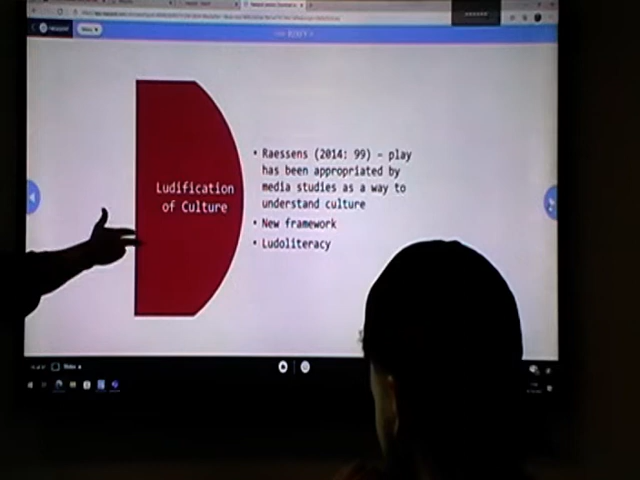 Ludification
of Culture
• Raessens (2014: 99) – play
has been appropriated by
media studies as a way to
understand culture
• New framework
• Ludoliteracy